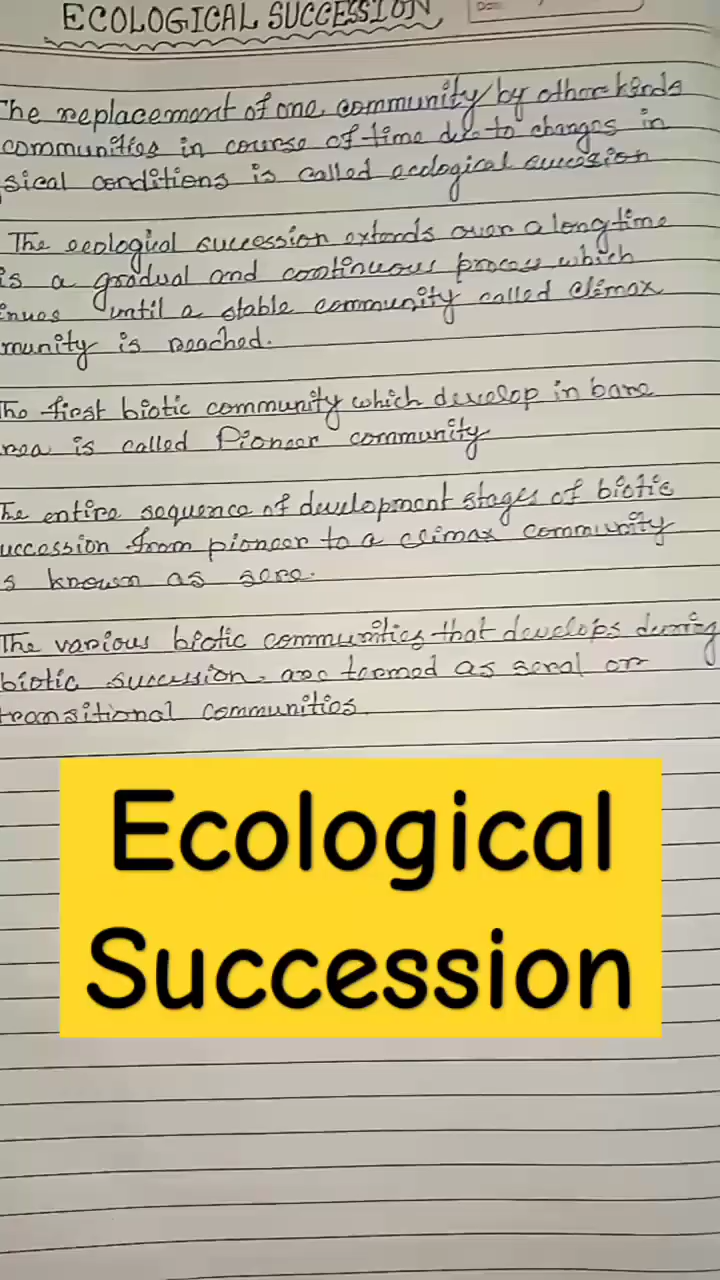 ECOLOGICAL SUCCESSION
The replacement of one community by other kinds
communities in course of time due to changes in
sical conditions is called ecological succession
The ecological succession extends over a long time
is a gradual and continuous process which
inues until a stable community called Climax
munity is reached.
The first biotic community which develop in bare
rea is called Pioneer community
The entire sequence of development stages of biotic
uccession from pioneer to a climax community
s known as sere.
The various biotic communities that develops during
biotic succession are termed as seral or
transitional communities.
Ecological
Succession